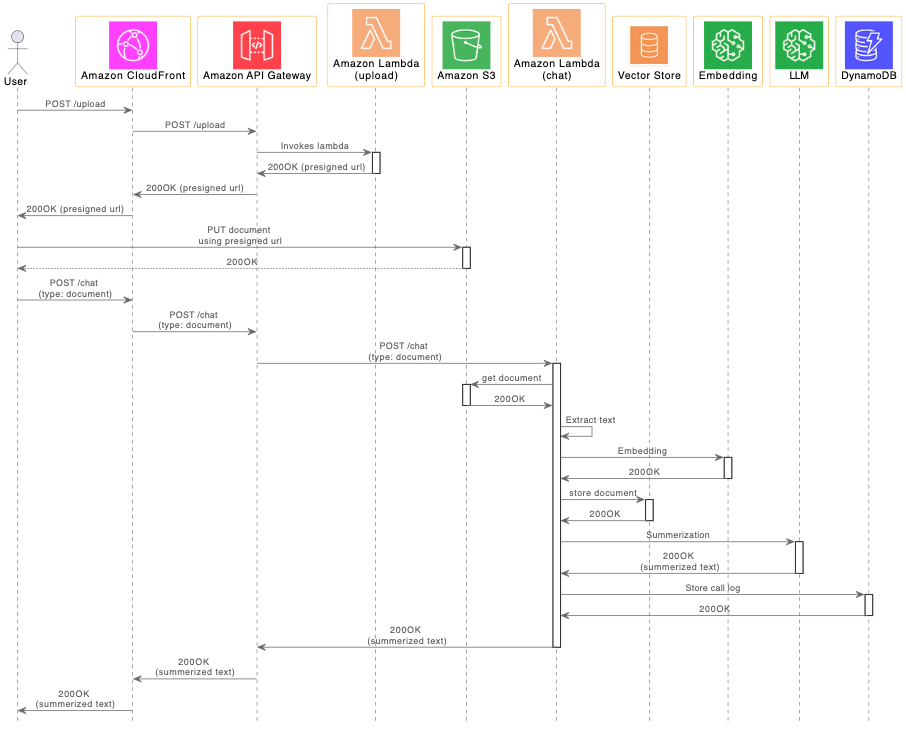 User
Amazon CloudFront
Amazon API Gateway
Amazon Lambda
(upload)
Amazon S3
Amazon Lambda
(chat)
Vector Store
Embedding
LLM
DynamoDB
POST /upload
POST /upload
Invokes lambda
200OK (presigned url)
200OK (presigned url)
200OK (presigned url)
PUT document
using presigned url
200OK
POST /chat
(type: document)
POST /chat
(type: document)
POST /chat
(type: document)
get document
200OK
Extract text
Embedding
200OK
store document
200OK
Summerization
200OK
(summerized text)
Store call log
200OK
200OK
(summerized text)
200OK
(summerized text)
200OK
(summerized text)